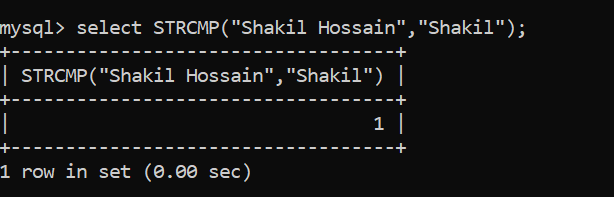 mysql> select STRCMP("Shakil Hossain","Shakil");
+-----------------------------------+
| STRCMP("Shakil Hossain","Shakil") |
+-----------------------------------+
|                                 1 |
+-----------------------------------+
1 row in set (0.00 sec)